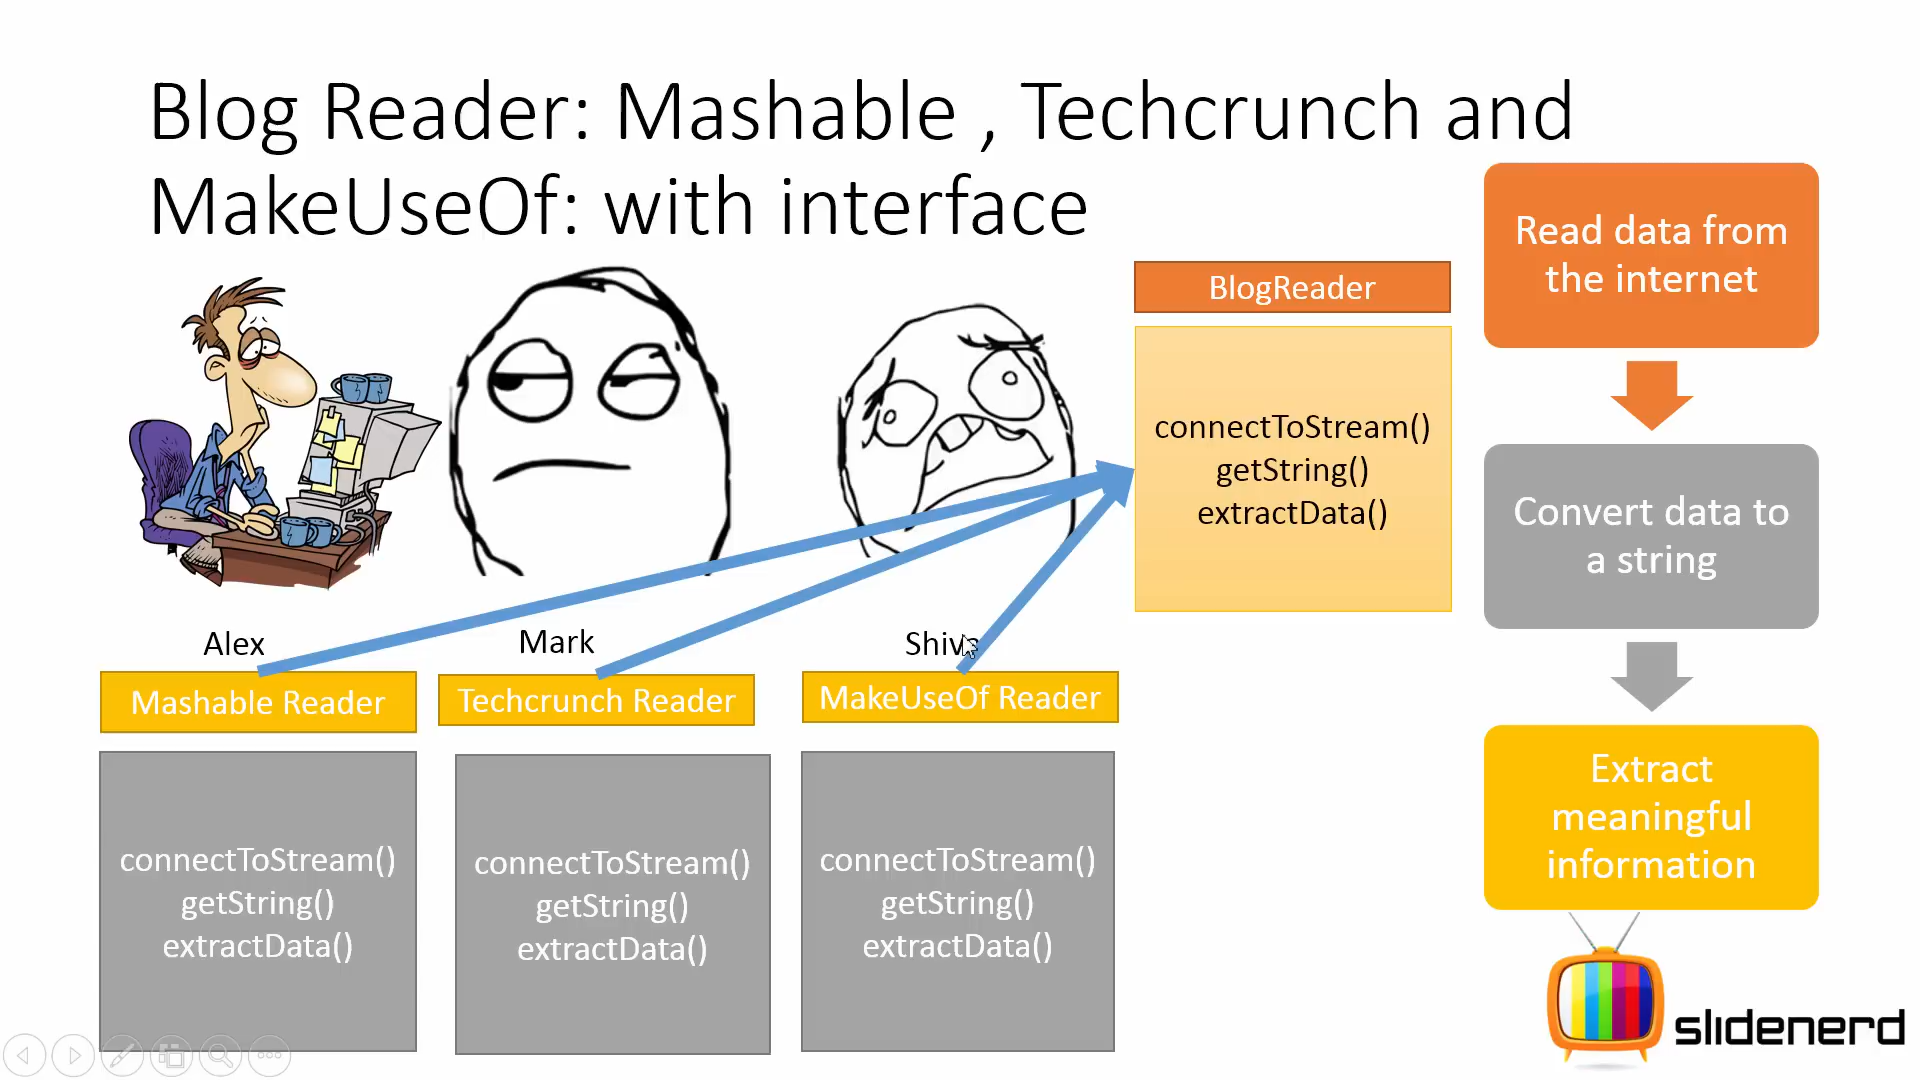 Blog Reader: Mashable , Techcrunch and
MakeUseOf: with interface
Read data from
the internet
BlogReader
connectToStream()
getString()
extractData()
Convert data to
a string
Alex
Mark
Shiva
Mashable Reader
Techcrunch Reader
MakeUseOf Reader
Extract
meaningful
information
connectToStream()
getString()
extractData()
connectToStream()
getString()
extractData()
connectToStream()
getString()
extractData()
slidenerd